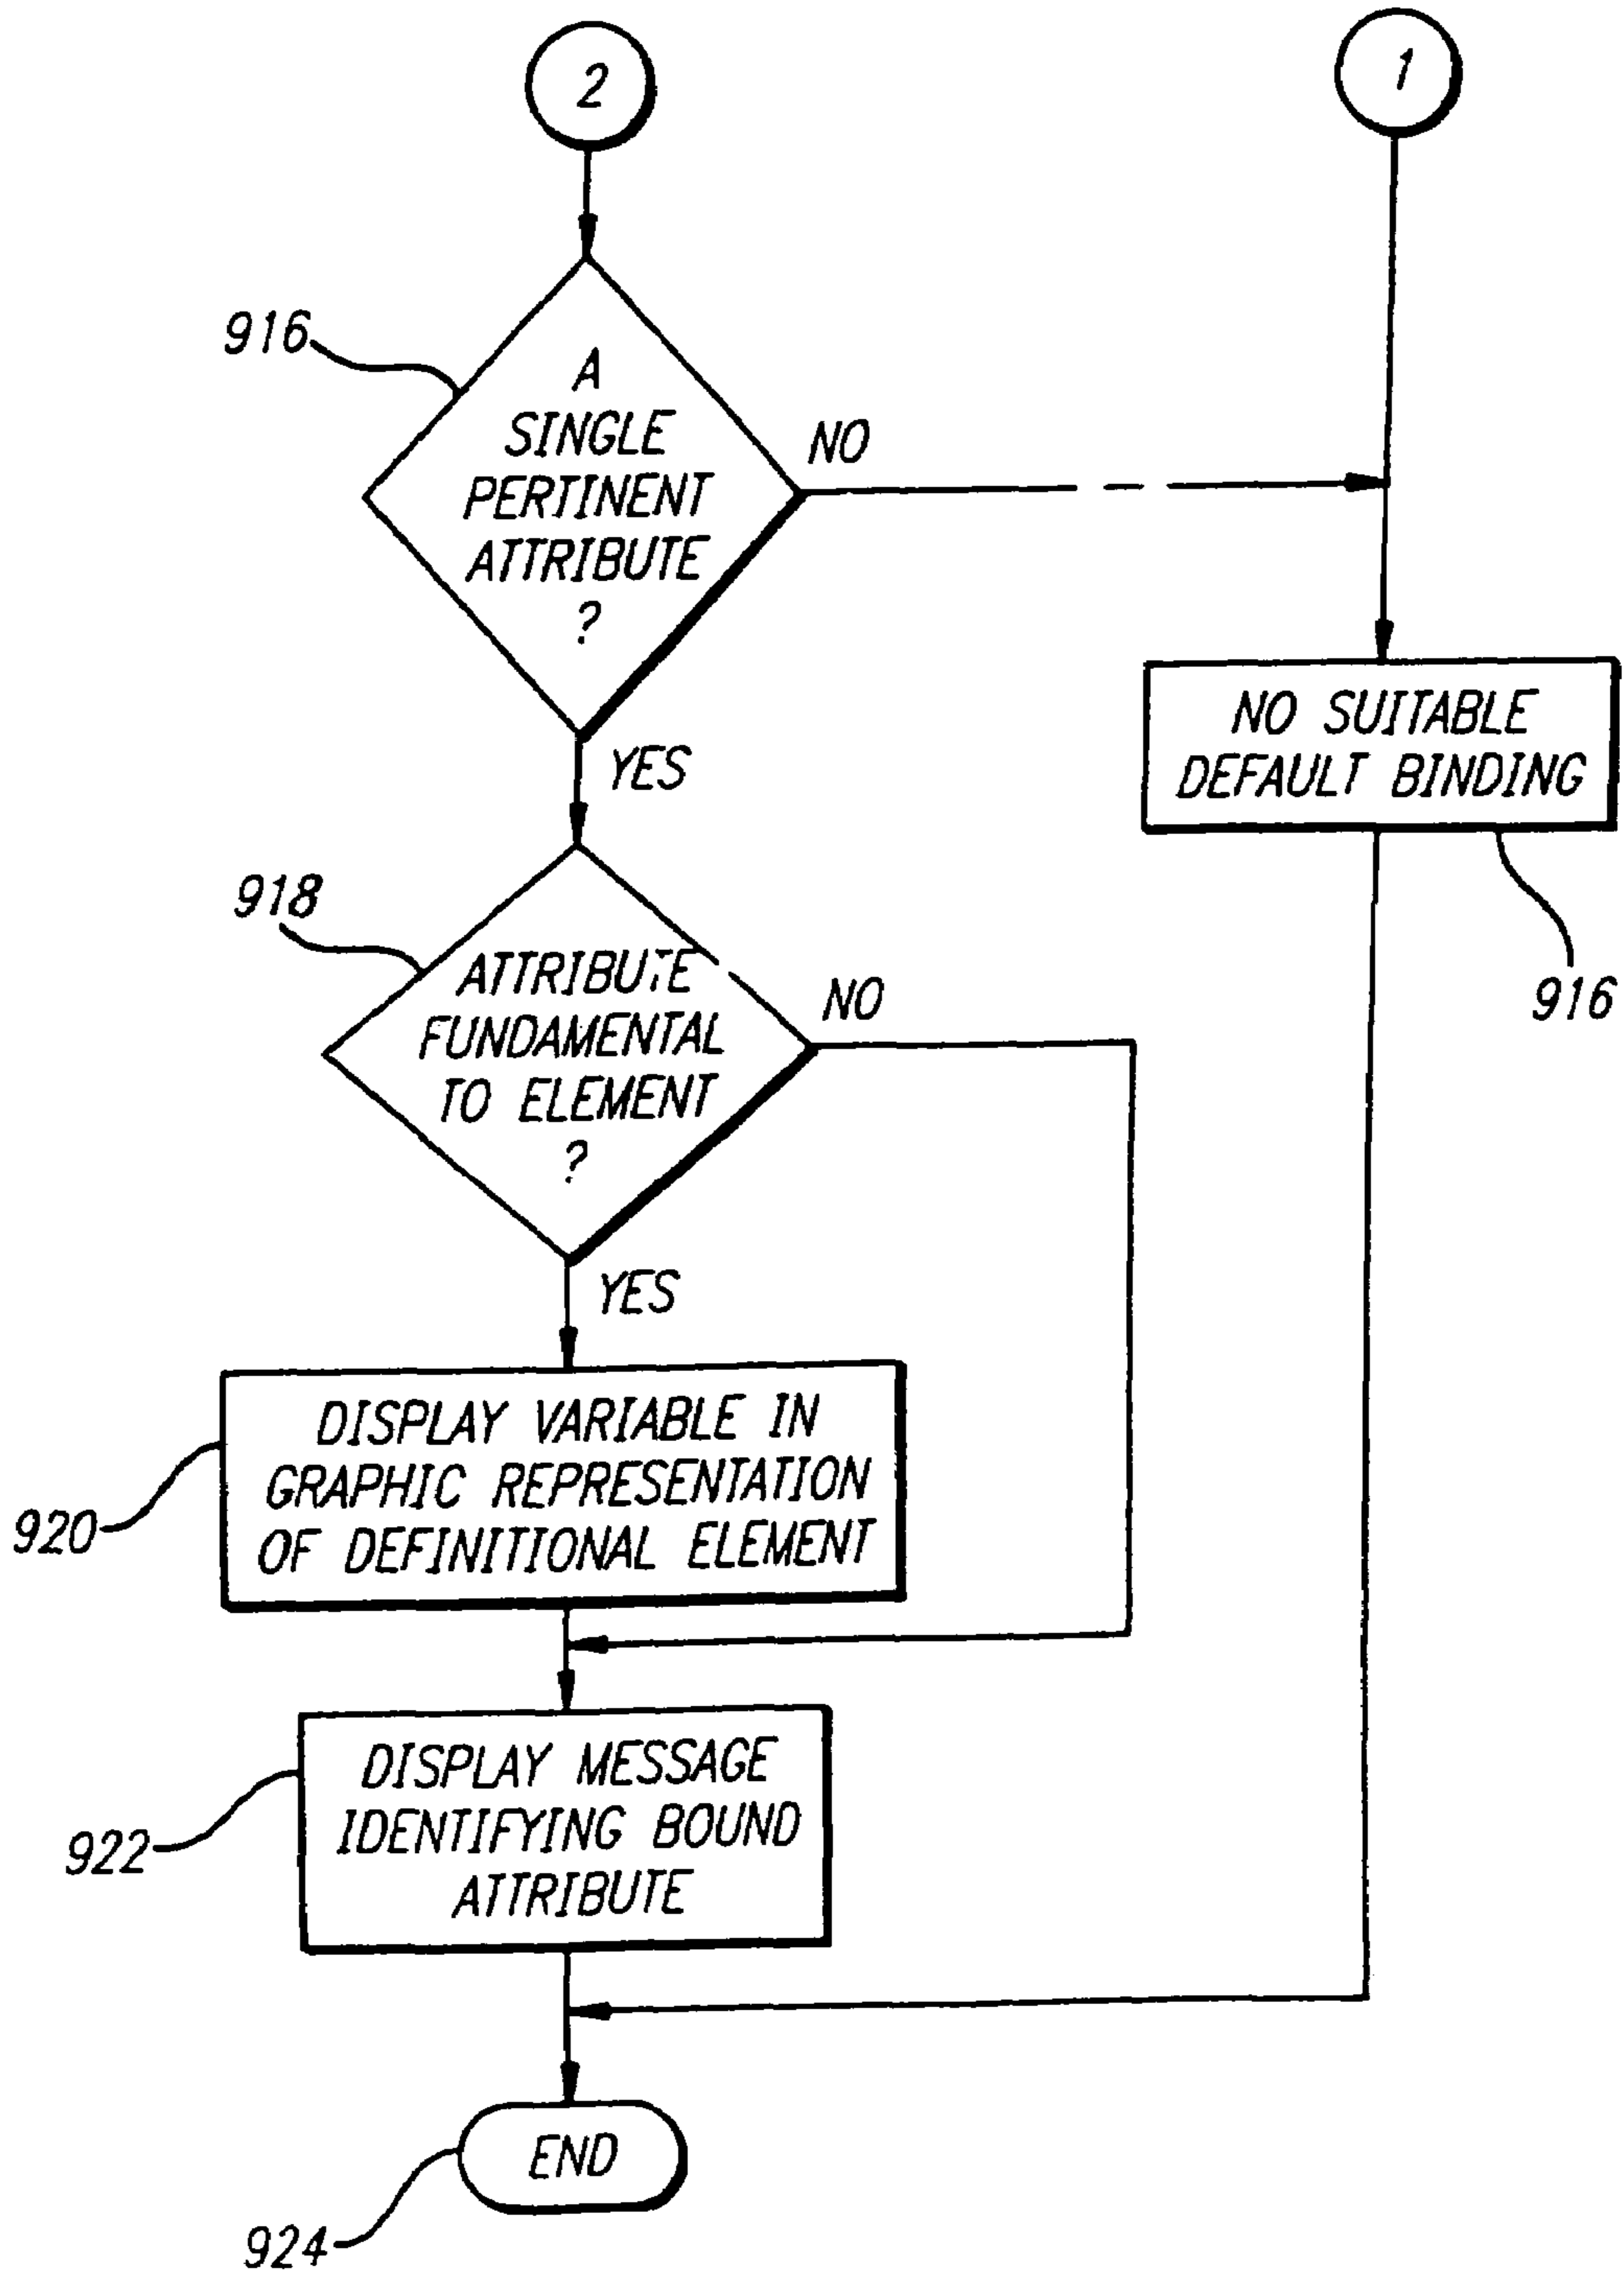 2
1
916
A
SINGLE
PERTINENT
ATTRIBUTE
?
NO
YES
NO SUITABLE
DEFAULT BINDING
916
918
ATTRIBUTE
FUNDAMENTAL
TO ELEMENT
?
NO
YES
DISPLAY VARIABLE IN
GRAPHIC REPRESENTATION
OF DEFINITIONAL ELEMENT
920
DISPLAY MESSAGE
IDENTIFYING BOUND
ATTRIBUTE
922
END
924